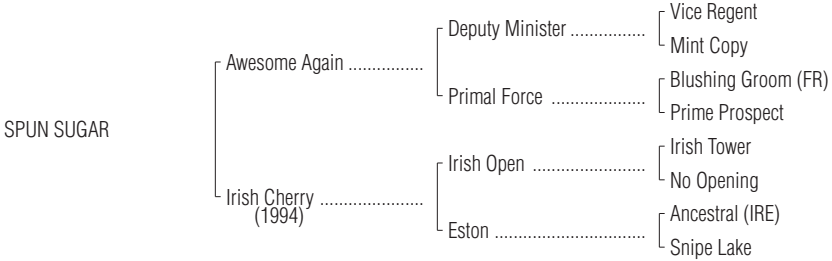 Vice Regent
Deputy Minister ................
Mint Copy
Awesome Again ................
Blushing Groom (FR)
Primal Force ....................
Prime Prospect
SPUN SUGAR
Irish Tower
Irish Open ........................
No Opening
Irish Cherry ......................
(1994)
Ancestral (IRE)
Eston ................................
Snipe Lake